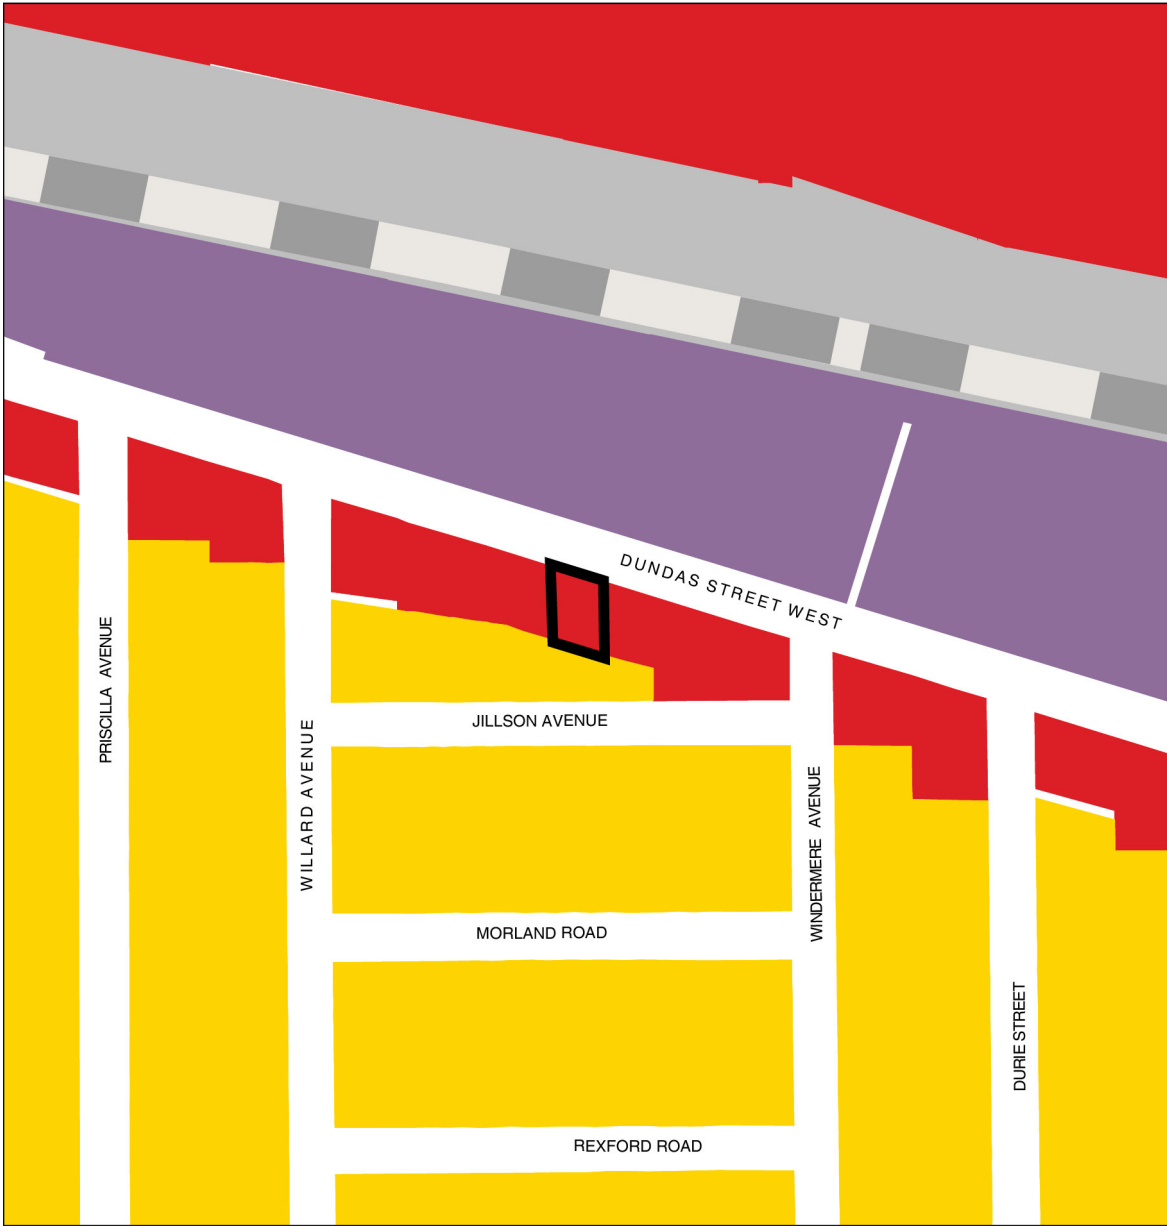 DUNDAS STREET WEST
PRISCILLA AVENUE
WILLARD AVENUE
JILLSON AVENUE
WINDERMERE AVENUE
MORLAND ROAD
DURIE STREET
REXFORD ROAD